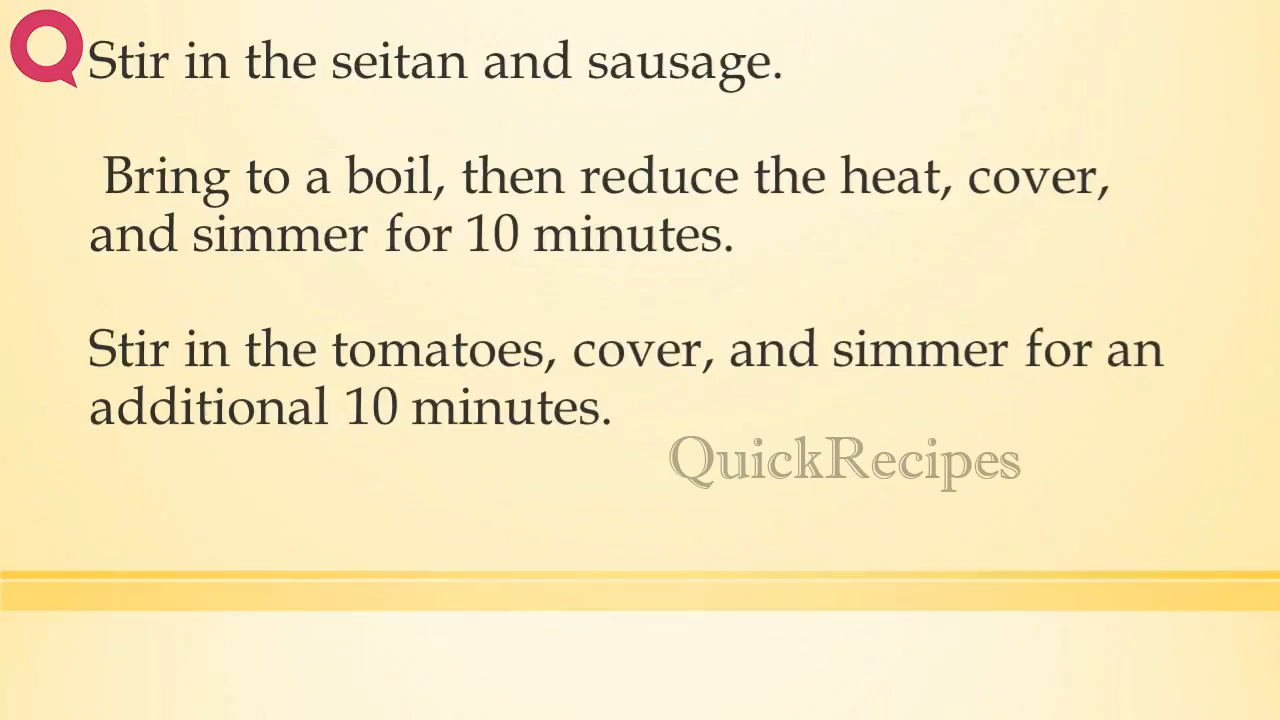 Stir in the seitan and sausage.
Bring to a boil, then reduce the heat, cover,
and simmer for 10 minutes.
Stir in the tomatoes, cover, and simmer for an
additional 10 minutes.
QuickRecipes